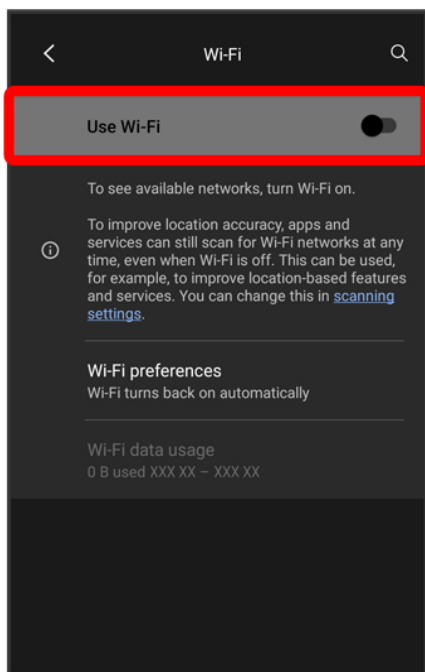 Wi-Fi
Use Wi-Fi
To see available networks, turn Wi-Fi on.
To improve location accuracy, apps and
services can still scan for Wi-Fi networks at any
time, even when Wi-Fi is off. This can be used,
for example, to improve location-based features
and services. You can change this in scanning
settings.
Wi-Fi preferences
Wi-Fi turns back on automatically
Wi-Fi data usage
0 B used XXX XX – XXX XX